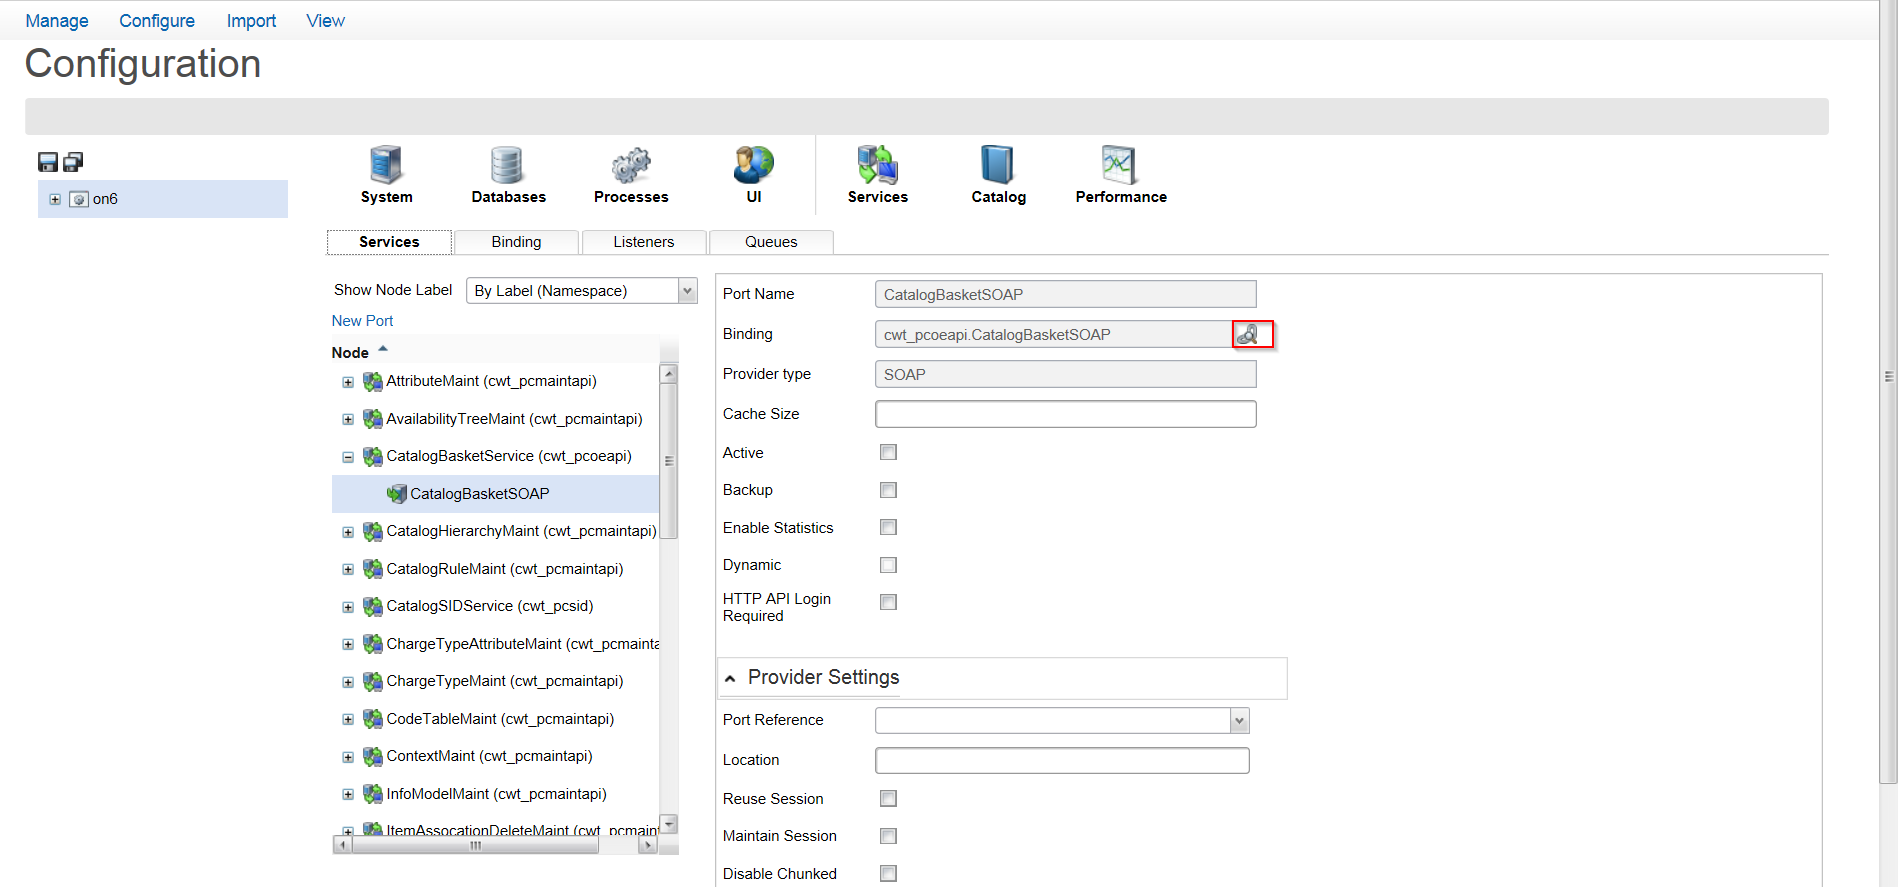 Manage Configure Import View
Configuration
on6
System Databases Processes UI Services Catalog Performance
Services Binding Listeners Queues
Show Node Label By Label (Namespace)
New Port
Node
AttributeMaint (cwt_pcmaintapi)
AvailabilityTreeMaint (cwt_pcmaintapi)
CatalogBasketService (cwt_pcoeapi)
CatalogBasketSOAP
CatalogHierarchyMaint (cwt_pcmaintapi)
CatalogRuleMaint (cwt_pcmaintapi)
CatalogSIDService (cwt_pcsid)
ChargeTypeAttributeMaint (cwt_pcmainta
ChargeTypeMaint (cwt_pcmaintapi)
CodeTableMaint (cwt_pcmaintapi)
ContextMaint (cwt_pcmaintapi)
InfoModelMaint (cwt_pcmaintapi)
ItemAssocationDeleteMaint (cwt_pcmaint
Port Name CatalogBasketSOAP
Binding cwt_pcoeapi.CatalogBasketSOAP
Provider type SOAP
Cache Size
Active
Backup
Enable Statistics
Dynamic
HTTP API Login
Required
Provider Settings
Port Reference
Location
Reuse Session
Maintain Session
Disable Chunked